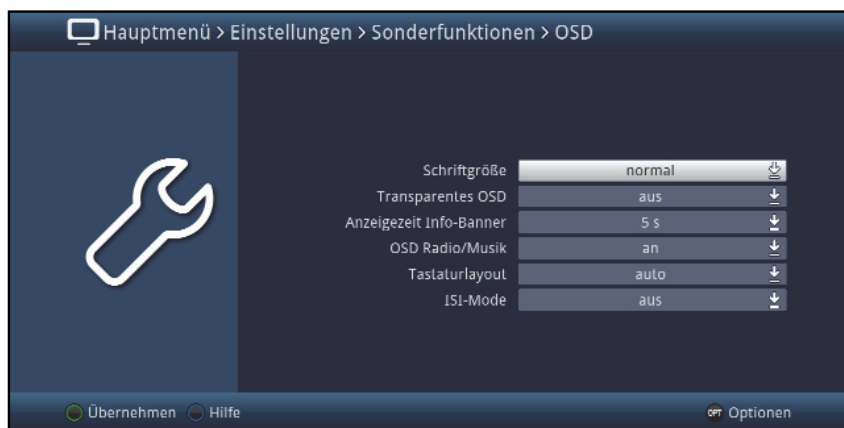 Hauptmenü > Einstellungen > Sonderfunktionen > OSD
Schriftgröße normal
Transparentes OSD aus
Anzeigezeit Info-Banner 5 s
OSD Radio/Musik an
Tastaturlayout auto
ISI-Mode aus
Übernehmen Hilfe OPT Optionen